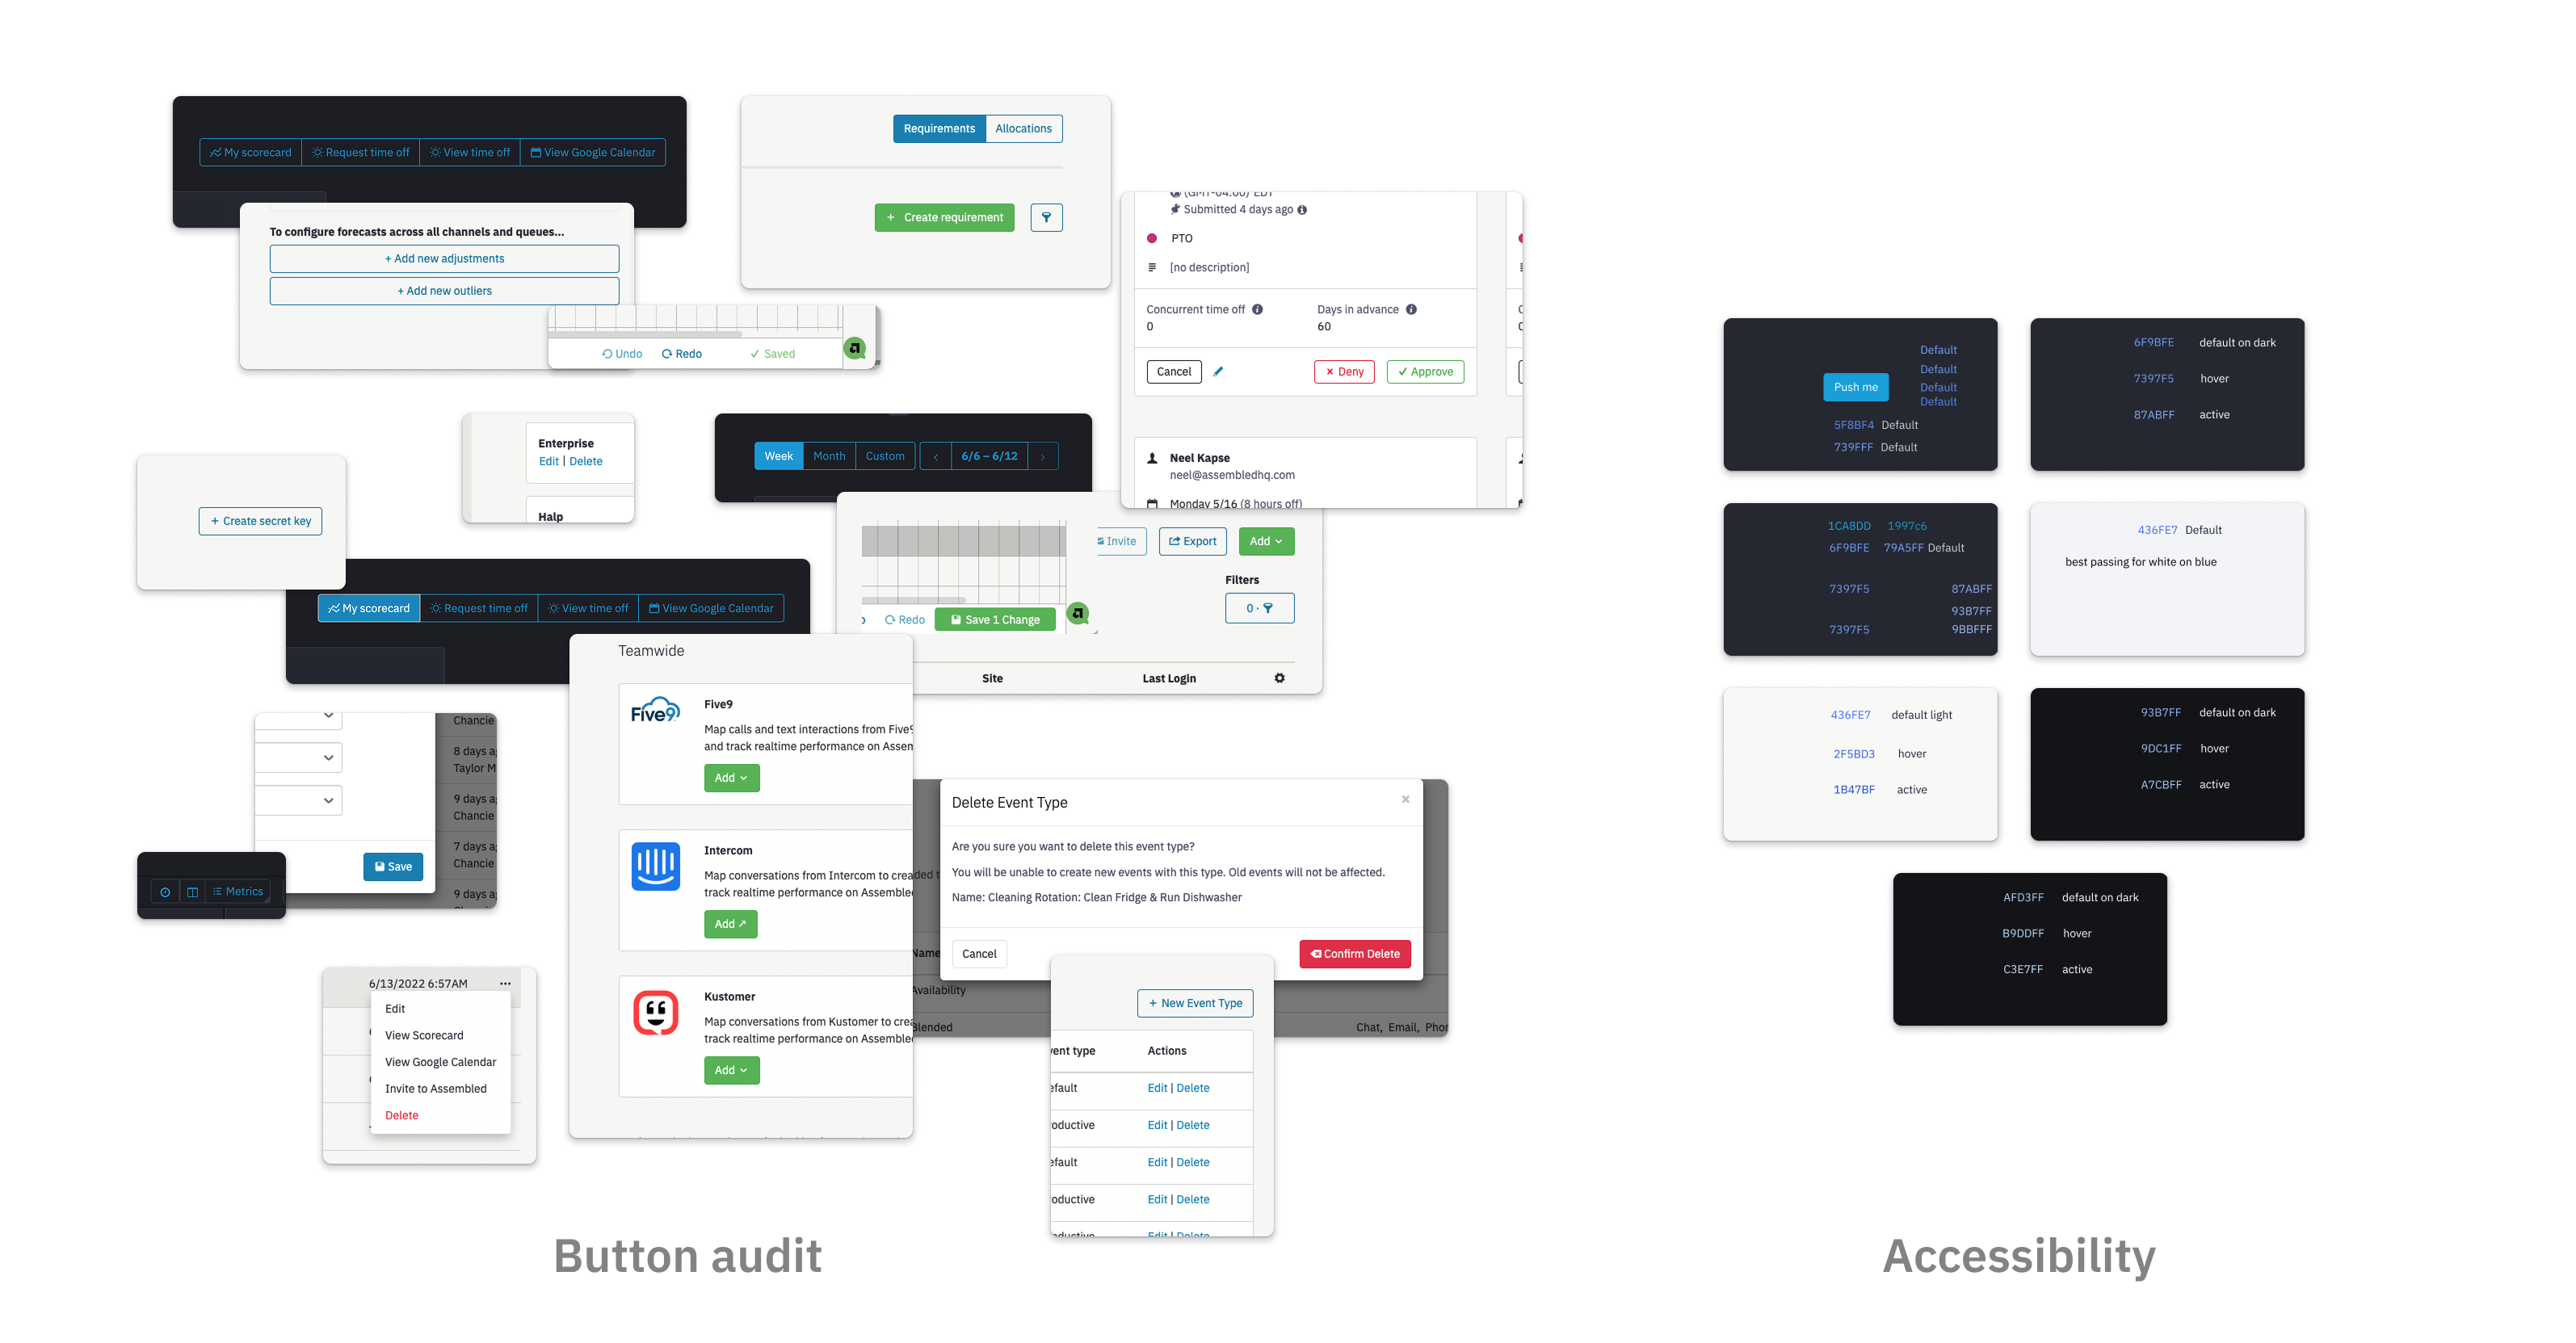 My scorecard Request time off View time off View Google Calendar
To configure forecasts across all channels and queues...
+ Add new adjustments
+ Add new outliers
Undo Redo Saved
Requirements Allocations
+ Create requirement
(GMT-04:00) EDT
Submitted 4 days ago
PTO
[no description]
Concurrent time off Days in advance
0 60
Cancel Deny Approve
Neel Kapse
neel@assembledhq.com
Monday 5/16 (8 hours off)
Enterprise
Edit | Delete
Halp
Week Month Custom < 6/6 – 6/12 >
+ Create secret key
Invite Export Add
Filters
0 ·
Redo Save 1 Change
Site Last Login
My scorecard Request time off View time off View Google Calendar
Teamwide
Five9
Five9
Map calls and text interactions from Five9
and track realtime performance on Assem
Add
Intercom
Map conversations from Intercom to crea
track realtime performance on Assemble
Add ↗
Kustomer
Map conversations from Kustomer to crea
track realtime performance on Assemble
Add
Chancie
8 days a
Taylor M
9 days a
Chancie
7 days a
Chancie
9 days a
Save
Metrics
Delete Event Type ×
Are you sure you want to delete this event type?
You will be unable to create new events with this type. Old events will not be affected.
Name: Cleaning Rotation: Clean Fridge & Run Dishwasher
Cancel Confirm Delete
ded t
Name
Availability
Blended
Chat, Email, Phon
6/13/2022 6:57AM ...
Edit
View Scorecard
View Google Calendar
Invite to Assembled
Delete
+ New Event Type
vent type Actions
efault Edit | Delete
oductive Edit | Delete
efault Edit | Delete
oductive Edit | Delete
oductive Edit | Delete
Button audit
Default
Default
Push me Default
Default
5F8BF4 Default
739FFF Default
6F9BFE default on dark
7397F5 hover
87ABFF active
1CA8DD 1997c6
6F9BFE 79A5FF Default
7397F5 87ABFF
93B7FF
7397F5 9BBFFF
436FE7 Default
best passing for white on blue
436FE7 default light
2F5BD3 hover
1B47BF active
93B7FF default on dark
9DC1FF hover
A7CBFF active
AFD3FF default on dark
B9DDFF hover
C3E7FF active
Accessibility